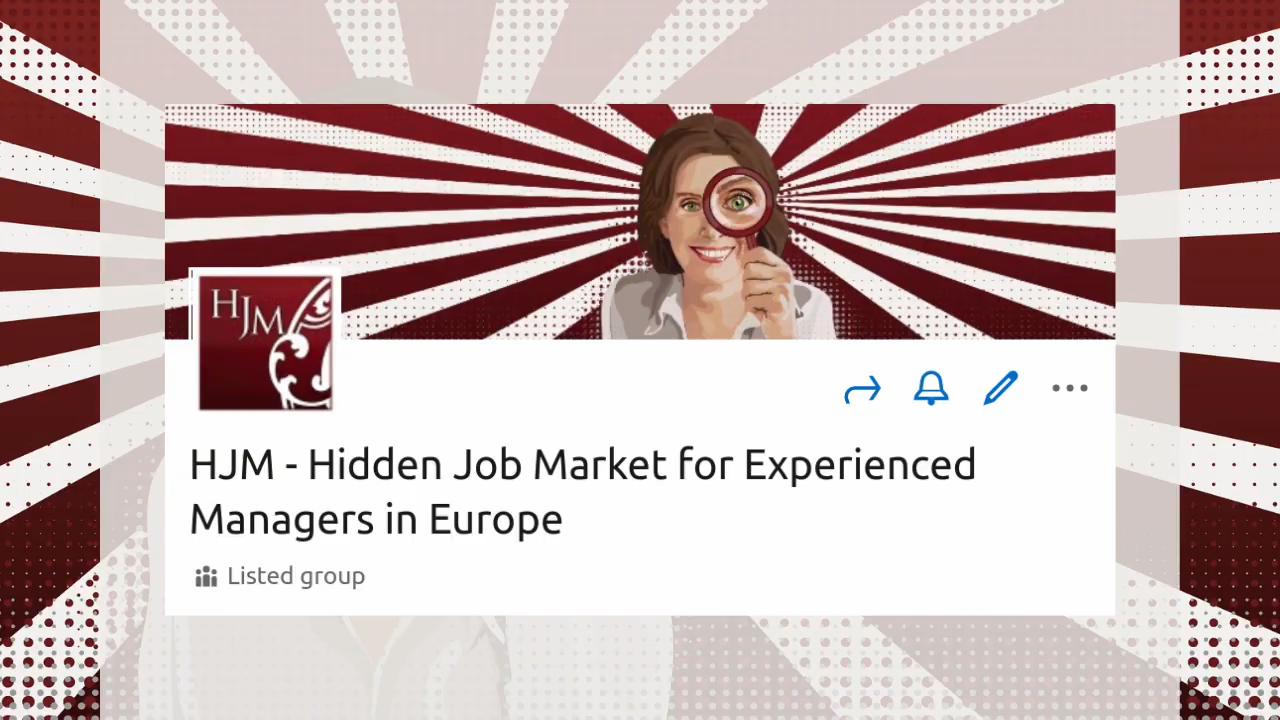 HJM
HJM - Hidden Job Market for Experienced
Managers in Europe
Listed group